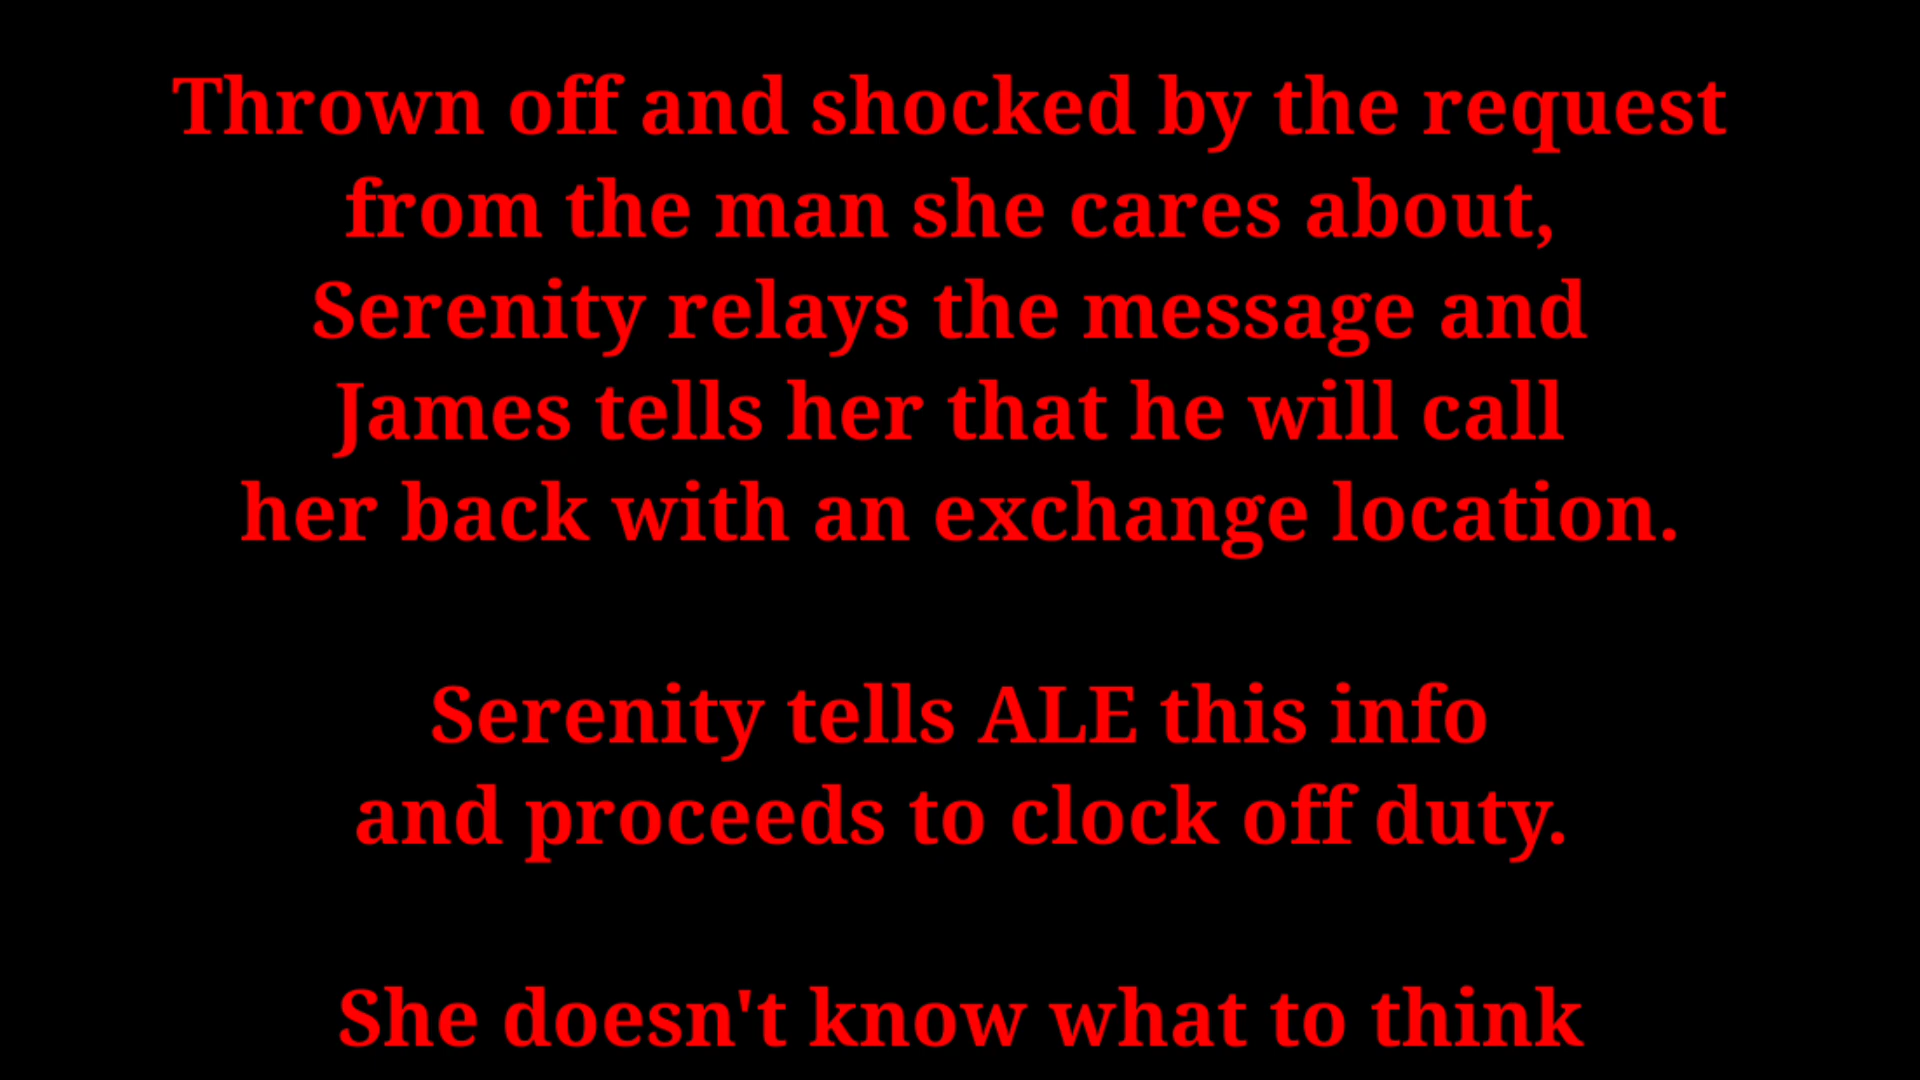 Thrown off and shocked by the request
from the man she cares about,
Serenity relays the message and
James tells her that he will call
her back with an exchange location.
Serenity tells ALE this info
and proceeds to clock off duty.
She doesn't know what to think